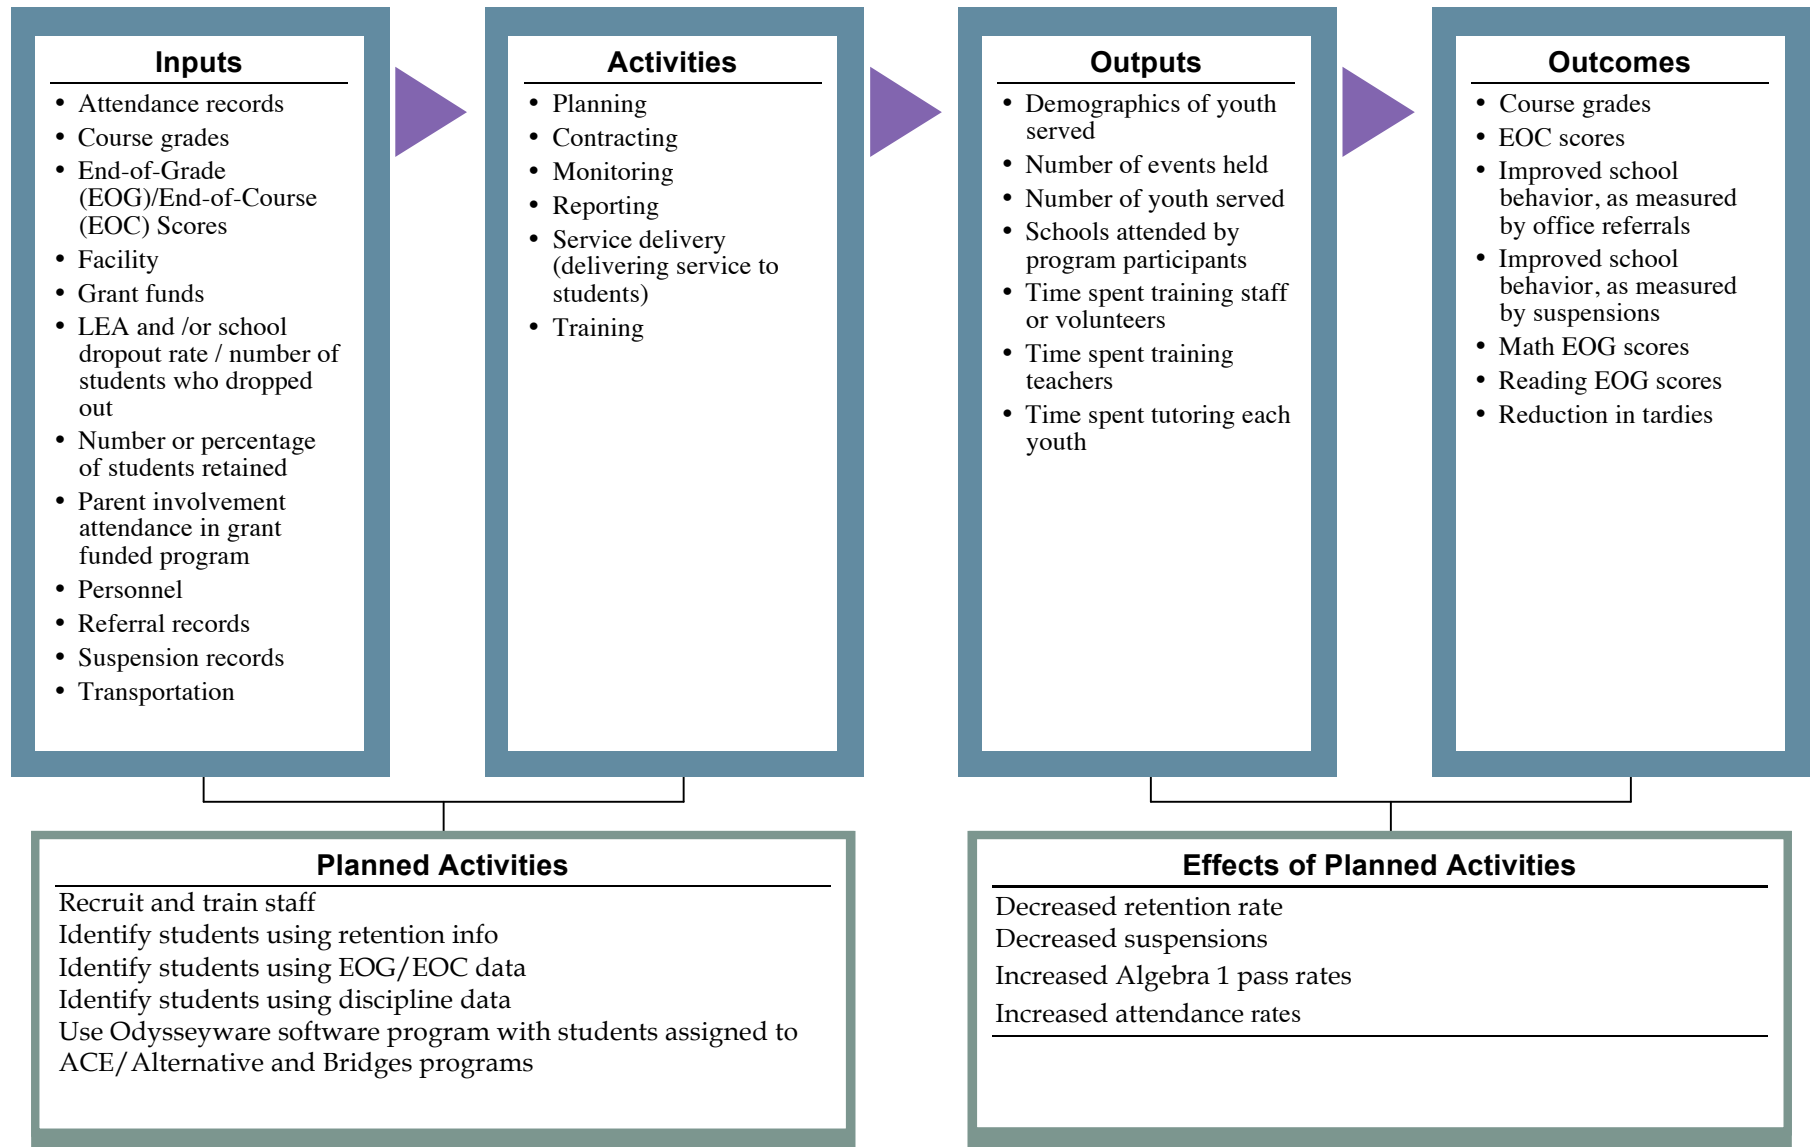 Inputs
• Attendance records
• Course grades
• End-of-Grade
(EOG)/End-of-Course
(EOC) Scores
• Facility
• Grant funds
• LEA and /or school
dropout rate / number of
students who dropped
out
• Number or percentage
of students retained
• Parent involvement
attendance in grant
funded program
• Personnel
• Referral records
• Suspension records
• Transportation
Activities
• Planning
• Contracting
• Monitoring
• Reporting
• Service delivery
(delivering service to
students)
• Training
Outputs
• Demographics of youth
served
• Number of events held
• Number of youth served
• Schools attended by
program participants
• Time spent training staff
or volunteers
• Time spent training
teachers
• Time spent tutoring each
youth
Outcomes
• Course grades
• EOC scores
• Improved school
behavior, as measured
by office referrals
• Improved school
behavior, as measured
by suspensions
• Math EOG scores
• Reading EOG scores
• Reduction in tardies
Planned Activities
Recruit and train staff
Identify students using retention info
Identify students using EOG/EOC data
Identify students using discipline data
Use Odysseyware software program with students assigned to
ACE/Alternative and Bridges programs
Effects of Planned Activities
Decreased retention rate
Decreased suspensions
Increased Algebra 1 pass rates
Increased attendance rates